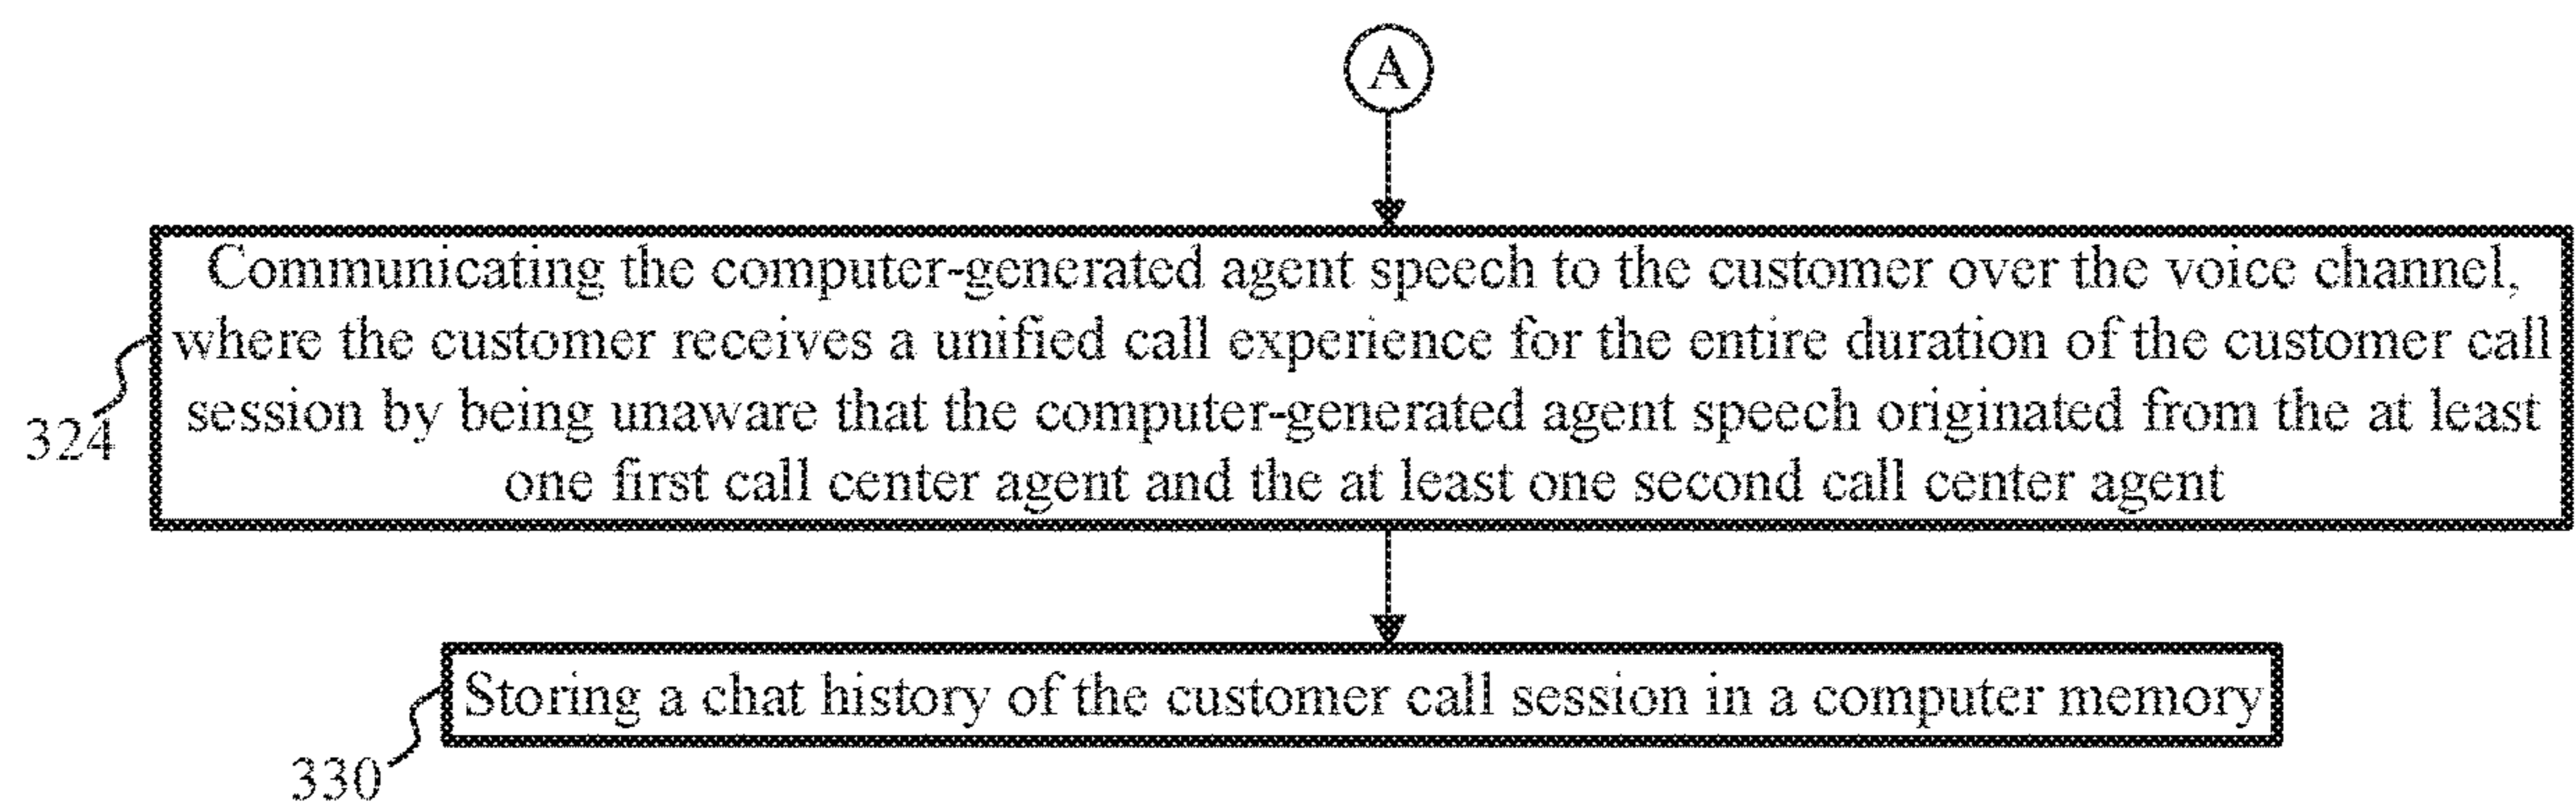 A
Communicating the computer-generated agent speech to the customer over the voice channel,
where the customer receives a unified call experience for the entire duration of the customer call
session by being unaware that the computer-generated agent speech originated from the at least
one first call center agent and the at least one second call center agent
324
Storing a chat history of the customer call session in a computer memory
330